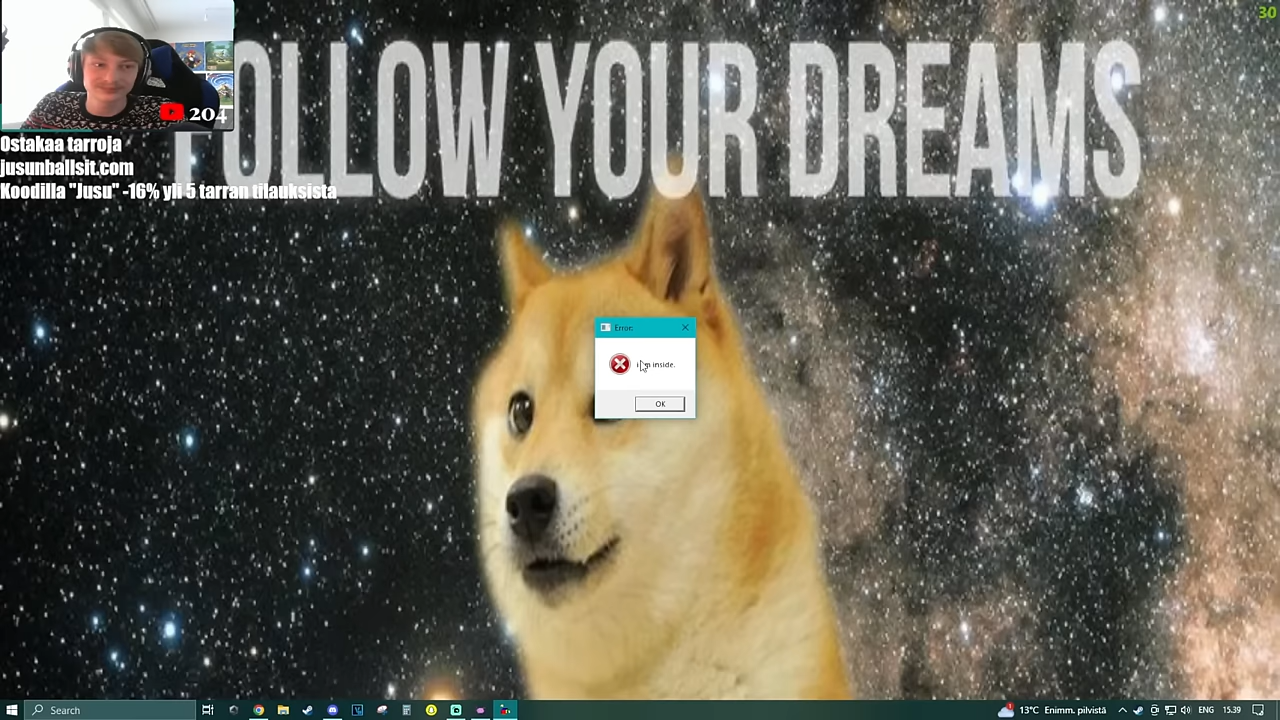 30
FOLLOW YOUR DREAMS
204
Ostakaa tarroja
jusunballsit.com
Koodilla "Jusu" -16% yli 5 tarran tilauksista
Error:
inside.
OK
Search
13°C Enimm. pilvistä
ENG
15.39